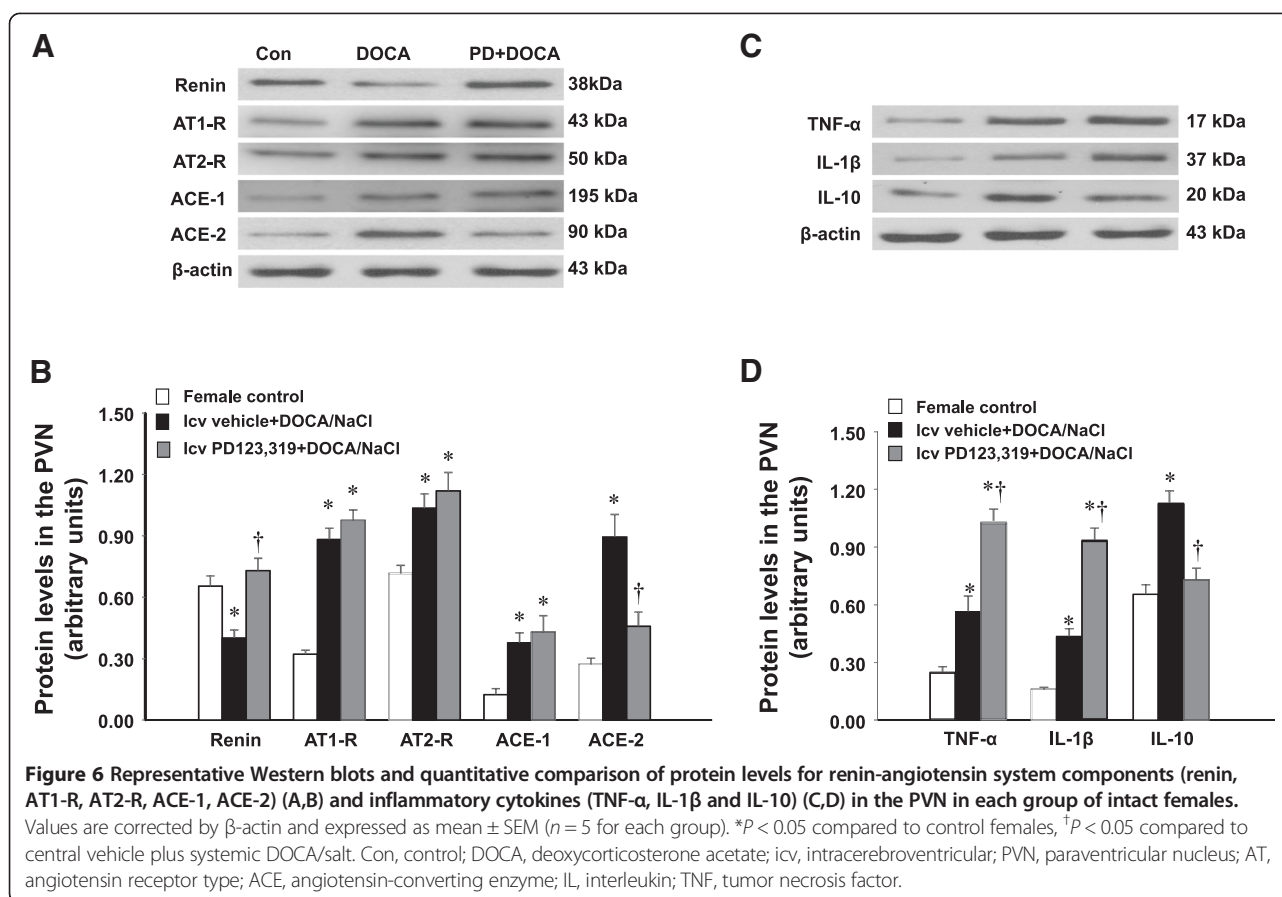 A
Con DOCA PD+DOCA
Renin 38kDa
AT1-R 43 kDa
AT2-R 50 kDa
ACE-1 195 kDa
ACE-2 90 kDa
β-actin 43 kDa
C
TNF-α 17 kDa
IL-1β 37 kDa
IL-10 20 kDa
β-actin 43 kDa
B
Female control
Icv vehicle+DOCA/NaCl
Icv PD123,319+DOCA/NaCl
Protein levels in the PVN
(arbitrary units)
1.50
1.20
0.90
0.60
0.30
0.00
* † * * * * * * * †
Renin AT1-R AT2-R ACE-1 ACE-2
D
Female control
Icv vehicle+DOCA/NaCl
Icv PD123,319+DOCA/NaCl
Protein levels in the PVN
(arbitrary units)
1.50
1.20
0.90
0.60
0.30
0.00
* *† * *† * †
TNF-α IL-1β IL-10
Figure 6 Representative Western blots and quantitative comparison of protein levels for renin-angiotensin system components (renin,
AT1-R, AT2-R, ACE-1, ACE-2) (A,B) and inflammatory cytokines (TNF-α, IL-1β and IL-10) (C,D) in the PVN in each group of intact females.
Values are corrected by β-actin and expressed as mean ± SEM (n = 5 for each group). *P < 0.05 compared to control females, †P < 0.05 compared to
central vehicle plus systemic DOCA/salt. Con, control; DOCA, deoxycorticosterone acetate; icv, intracerebroventricular; PVN, paraventricular nucleus; AT,
angiotensin receptor type; ACE, angiotensin-converting enzyme; IL, interleukin; TNF, tumor necrosis factor.